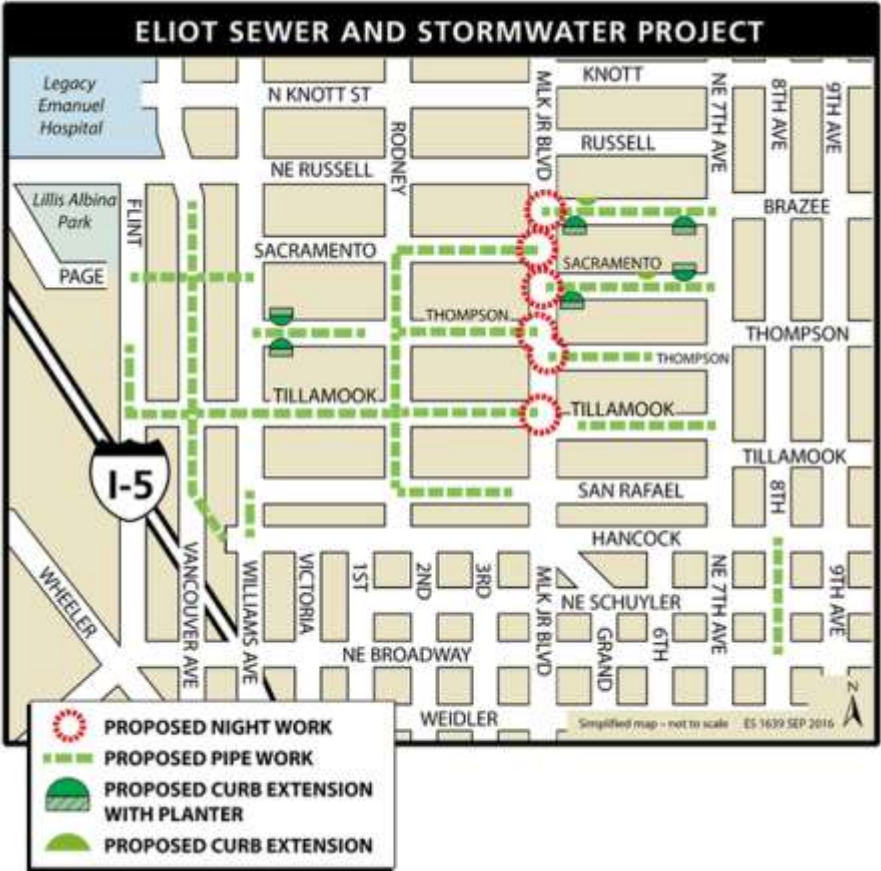 ELIOT SEWER AND STORMWATER PROJECT
Legacy
Emanuel
Hospital
N KNOTT ST
KNOTT
MLK JR BLVD
NE 7TH AVE
8TH AVE
9TH AVE
RODNEY
RUSSELL
NE RUSSELL
Lillis Albina
Park
FLINT
BRAZEE
SACRAMENTO
SACRAMENTO
PAGE
THOMPSON
THOMPSON
THOMPSON
TILLAMOOK
TILLAMOOK
TILLAMOOK
I-5
SAN RAFAEL
8TH
HANCOCK
WHEELER
VANCOUVER AVE
WILLIAMS AVE
VICTORIA
1ST
2ND
3RD
MLK JR BLVD
NE SCHUYLER
GRAND
6TH
NE 7TH AVE
9TH AVE
NE BROADWAY
WEIDLER
Simplified map – not to scale ES 1639 SEP 2016
N
PROPOSED NIGHT WORK
PROPOSED PIPE WORK
PROPOSED CURB EXTENSION
WITH PLANTER
PROPOSED CURB EXTENSION